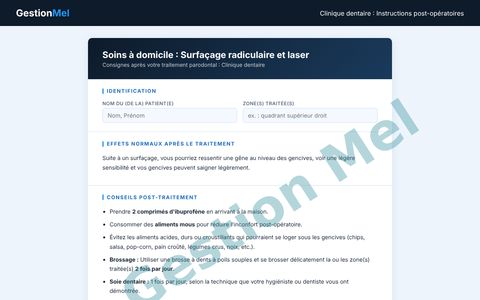 GestionMel
Clinique dentaire : Instructions post-opératoires
Soins à domicile : Surfaçage radiculaire et laser
Consignes après votre traitement parodontal : Clinique dentaire
IDENTIFICATION
NOM DU (DE LA) PATIENT(E)
ZONE(S) TRAITÉE(S)
Nom, Prénom
ex. : quadrant supérieur droit
EFFETS NORMAUX APRÈS LE TRAITEMENT
Suite à un surfaçage, vous pourriez ressentir une gêne au niveau des gencives, voir une légère
sensibilité et vos gencives peuvent saigner légèrement.
CONSEILS POST-TRAITEMENT
Prendre 2 comprimés d'ibuprofène en arrivant à la maison.
Consommer des aliments mous pour réduire l'inconfort post-opératoire.
Évitez les aliments acides, durs ou croustillants qui pourraient se loger sous les gencives (chips,
salsa, pop-corn, pain croûté, légumes crus, noix, etc.).
Brossage : Utiliser une brosse à dents à poils souples et se brosser délicatement la ou les zone(s)
traitée(s) 2 fois par jour.
Soie dentaire : 1 fois par jour, selon la technique que votre hygiéniste ou dentiste vous ont
démontrée.
Gestion Mel